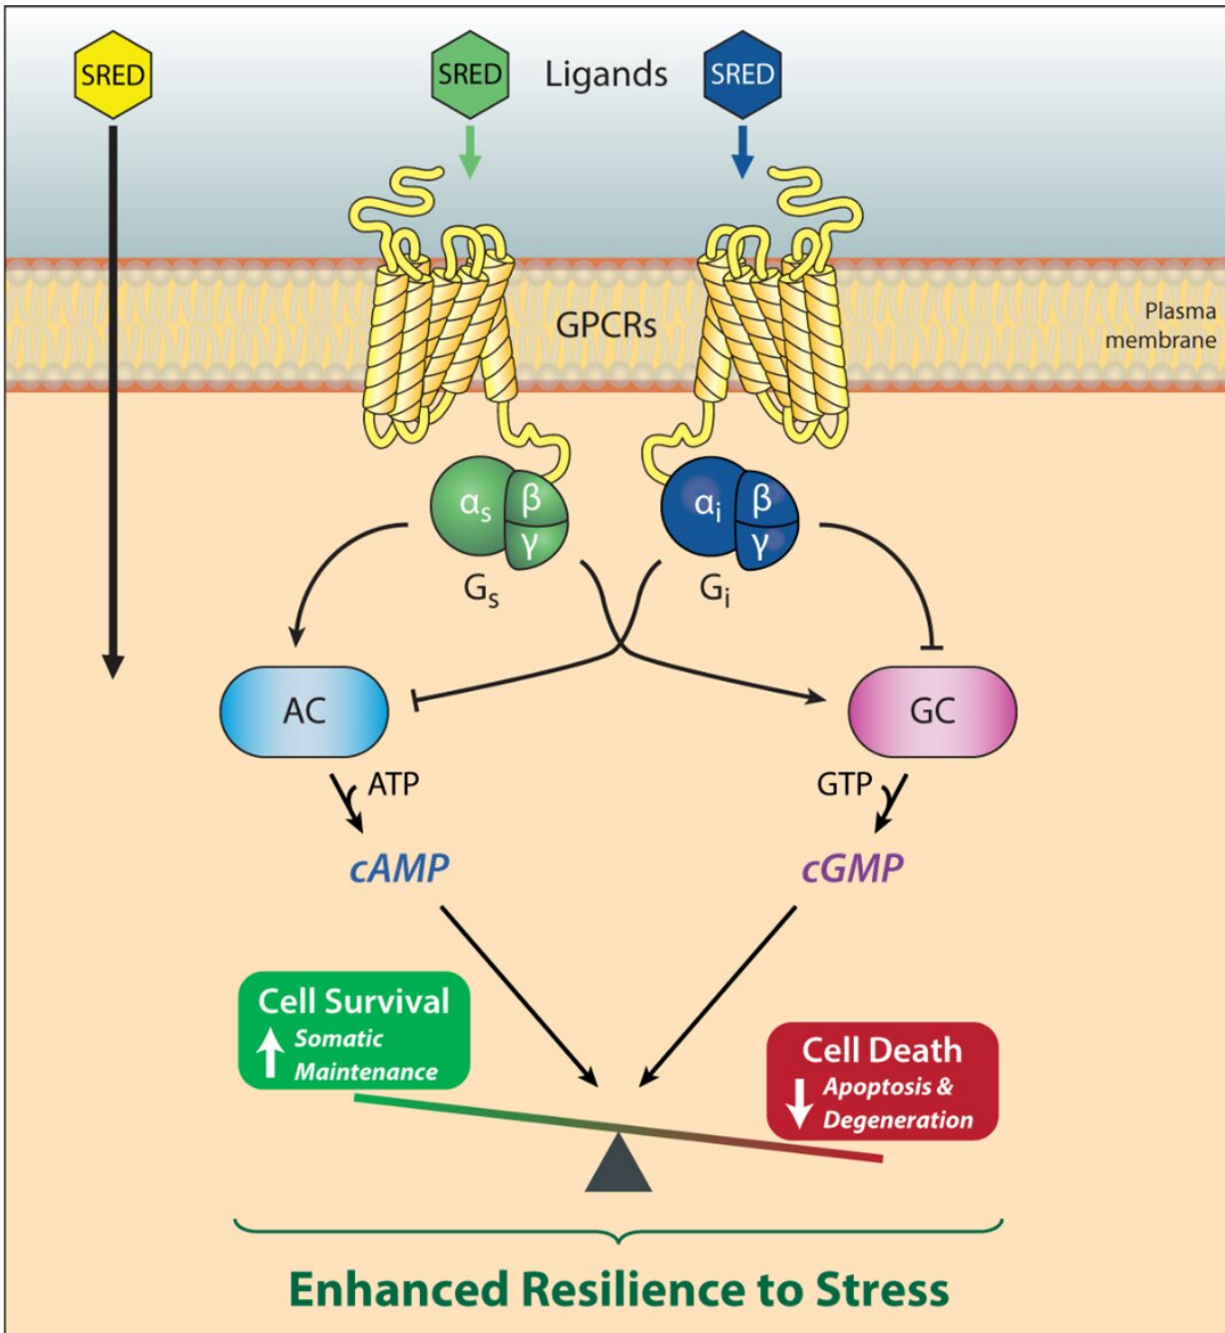 SRED
SRED
Ligands
SRED
GPCRs
Plasma
membrane
αs
β
γ
Gs
αi
β
γ
Gi
AC
GC
ATP
GTP
cAMP
cGMP
Cell Survival
Somatic
Maintenance
Cell Death
Apoptosis &
Degeneration
Enhanced Resilience to Stress